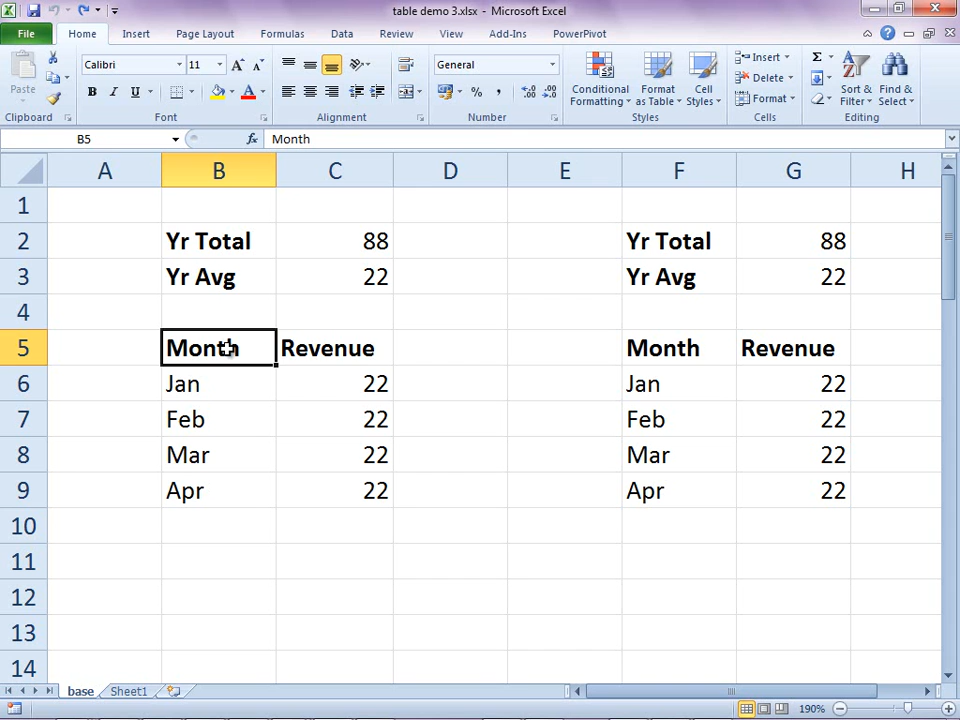 table demo 3.xlsx - Microsoft Excel
File Home Insert Page Layout Formulas Data Review View Add-Ins PowerPivot
Calibri 11 General Insert
B I U Delete
Paste Conditional Format Cell Format Sort & Find &
Formatting as Table Styles Filter Select
Clipboard Font Alignment Number Styles Cells Editing
B5 fx Month
A B C D E F G H
1
2 Yr Total 88 Yr Total 88
3 Yr Avg 22 Yr Avg 22
4
5 Month Revenue Month Revenue
6 Jan 22 Jan 22
7 Feb 22 Feb 22
8 Mar 22 Mar 22
9 Apr 22 Apr 22
10
11
12
13
14
base Sheet1
190%